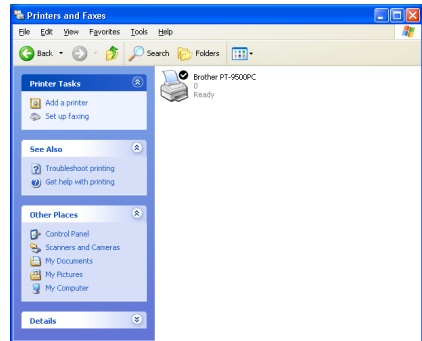 Printers and Faxes
File Edit View Favorites Tools Help
Back Search Folders
Printer Tasks
Add a printer
Set up faxing
See Also
Troubleshoot printing
Get help with printing
Other Places
Control Panel
Scanners and Cameras
My Documents
My Pictures
My Computer
Details
Brother PT-9500PC
0
Ready